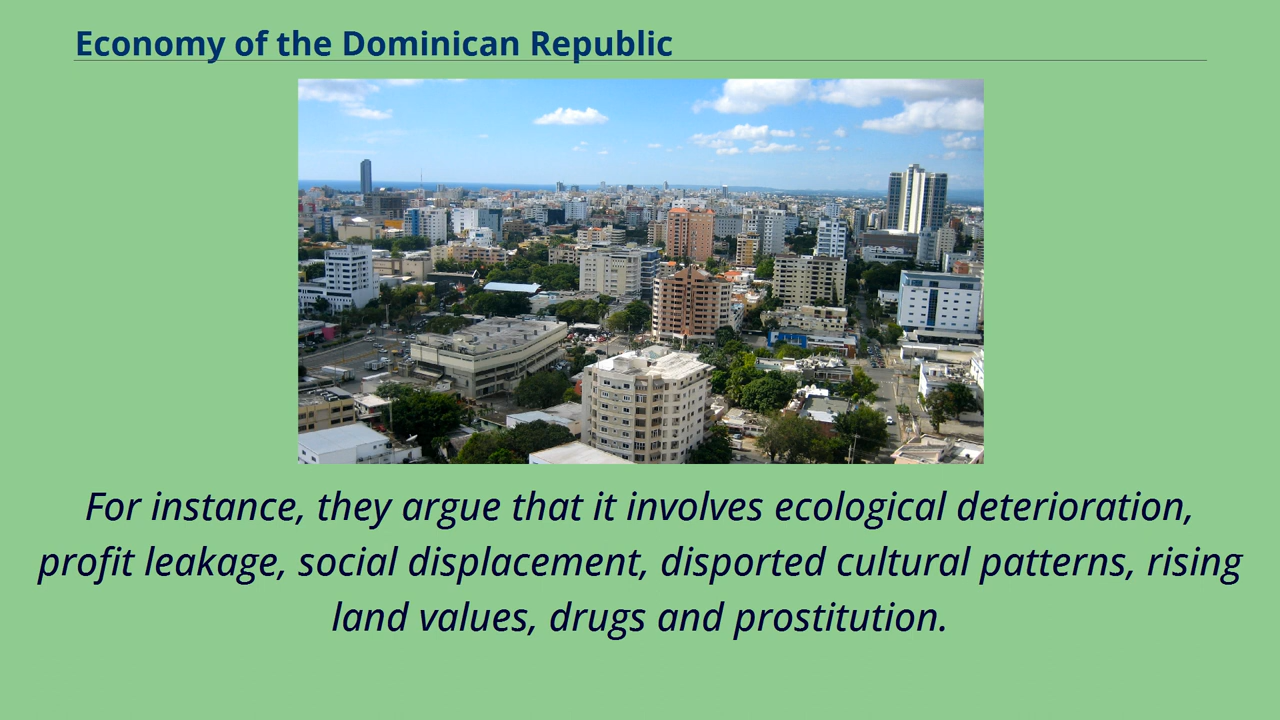 Economy of the Dominican Republic
For instance, they argue that it involves ecological deterioration,
profit leakage, social displacement, disported cultural patterns, rising
land values, drugs and prostitution.